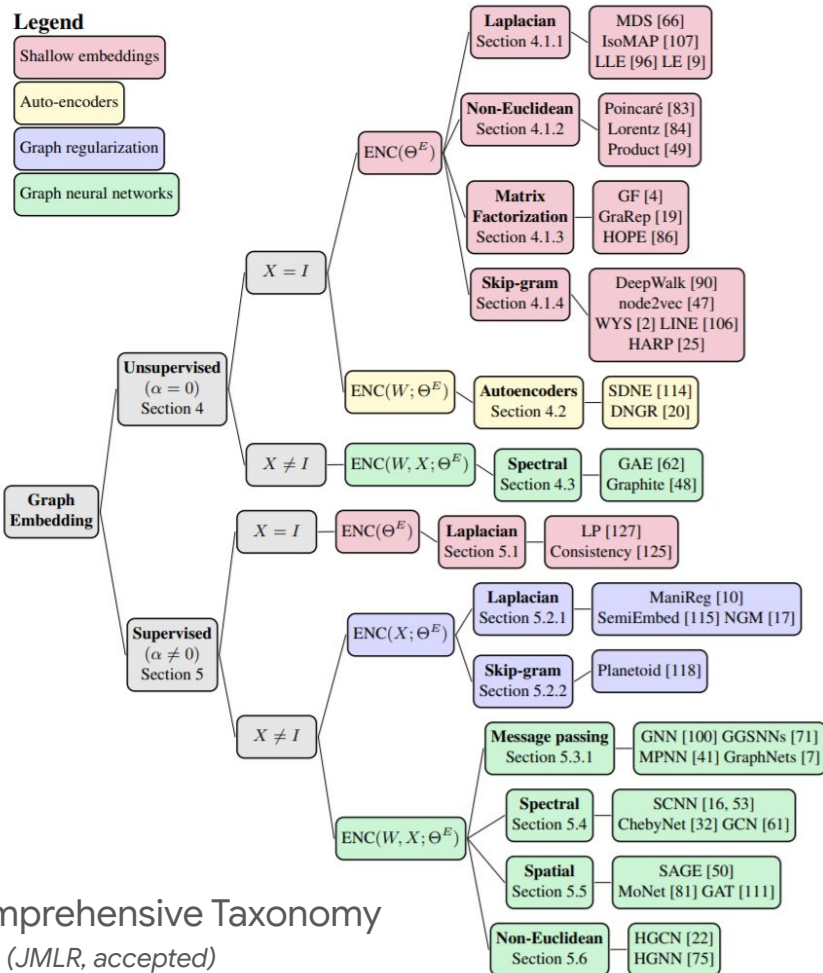 Legend
Shallow embeddings
Auto-encoders
Graph regularization
Graph neural networks
Graph
Embedding
Unsupervised
(α = 0)
Section 4
X = I
ENC(Θ^E)
Laplacian
Section 4.1.1
MDS [66]
IsoMAP [107]
LLE [96] LE [9]
Non-Euclidean
Section 4.1.2
Poincaré [83]
Lorentz [84]
Product [49]
Matrix
Factorization
Section 4.1.3
GF [4]
GraRep [19]
HOPE [86]
Skip-gram
Section 4.1.4
DeepWalk [90]
node2vec [47]
WYS [2] LINE [106]
HARP [25]
ENC(W; Θ^E)
Autoencoders
Section 4.2
SDNE [114]
DNGR [20]
X ≠ I
ENC(W, X; Θ^E)
Spectral
Section 4.3
GAE [62]
Graphite [48]
Supervised
(α ≠ 0)
Section 5
X = I
ENC(Θ^E)
Laplacian
Section 5.1
LP [127]
Consistency [125]
X ≠ I
ENC(X; Θ^E)
Laplacian
Section 5.2.1
ManiReg [10]
SemiEmbed [115] NGM [17]
Skip-gram
Section 5.2.2
Planetoid [118]
ENC(W, X; Θ^E)
Message passing
Section 5.3.1
GNN [100] GGSNNs [71]
MPNN [41] GraphNets [7]
Spectral
Section 5.4
SCNN [16, 53]
ChebyNet [32] GCN [61]
Spatial
Section 5.5
SAGE [50]
MoNet [81] GAT [111]
Non-Euclidean
Section 5.6
HGCN [22]
HGNN [75]
mprehensive Taxonomy
(JMLR, accepted)